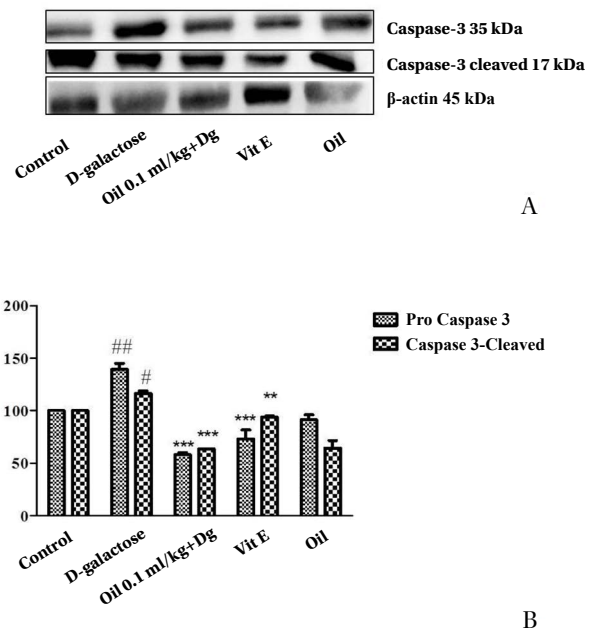 Caspase-3 35 kDa
Caspase-3 cleaved 17 kDa
β-actin 45 kDa
Control
D-galactose
Oil 0.1 ml/kg+Dg
Vit E
Oil
A
200
150
100
50
0
##
#
***
***
***
**
Pro Caspase 3
Caspase 3-Cleaved
Control
D-galactose
Oil 0.1 ml/kg+Dg
Vit E
Oil
B